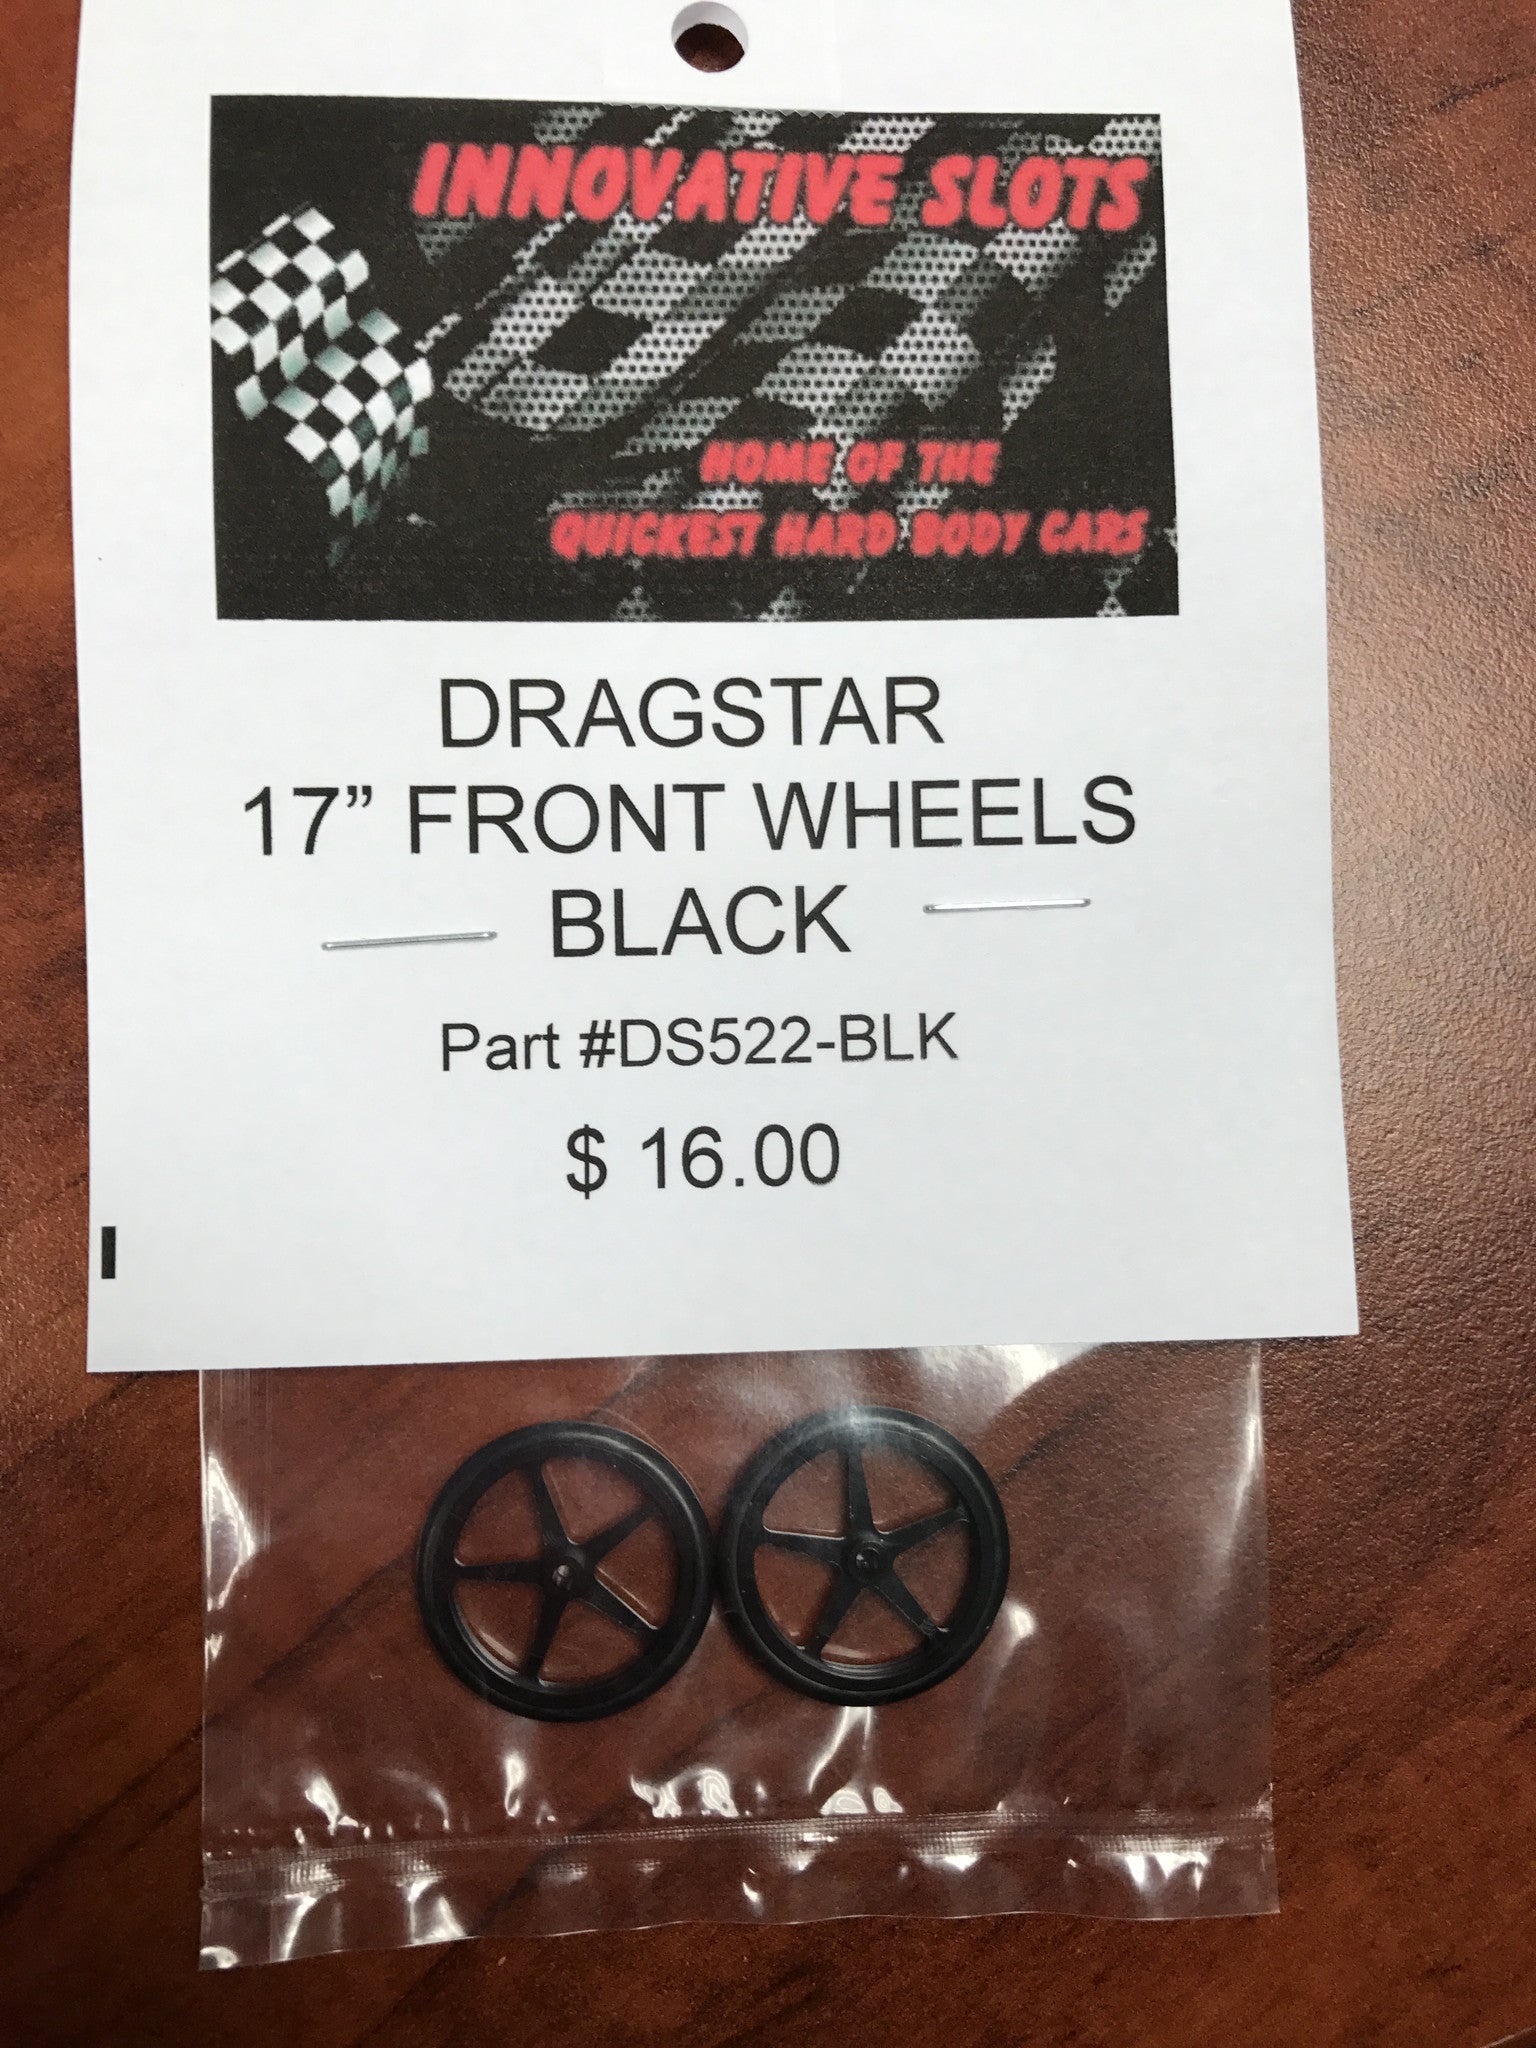 INNOVATIVE SLOTS
HOME OF THE
QUICKEST HARD BODY CARS
DRAGSTAR
17” FRONT WHEELS
BLACK
Part #DS522-BLK
$ 16.00